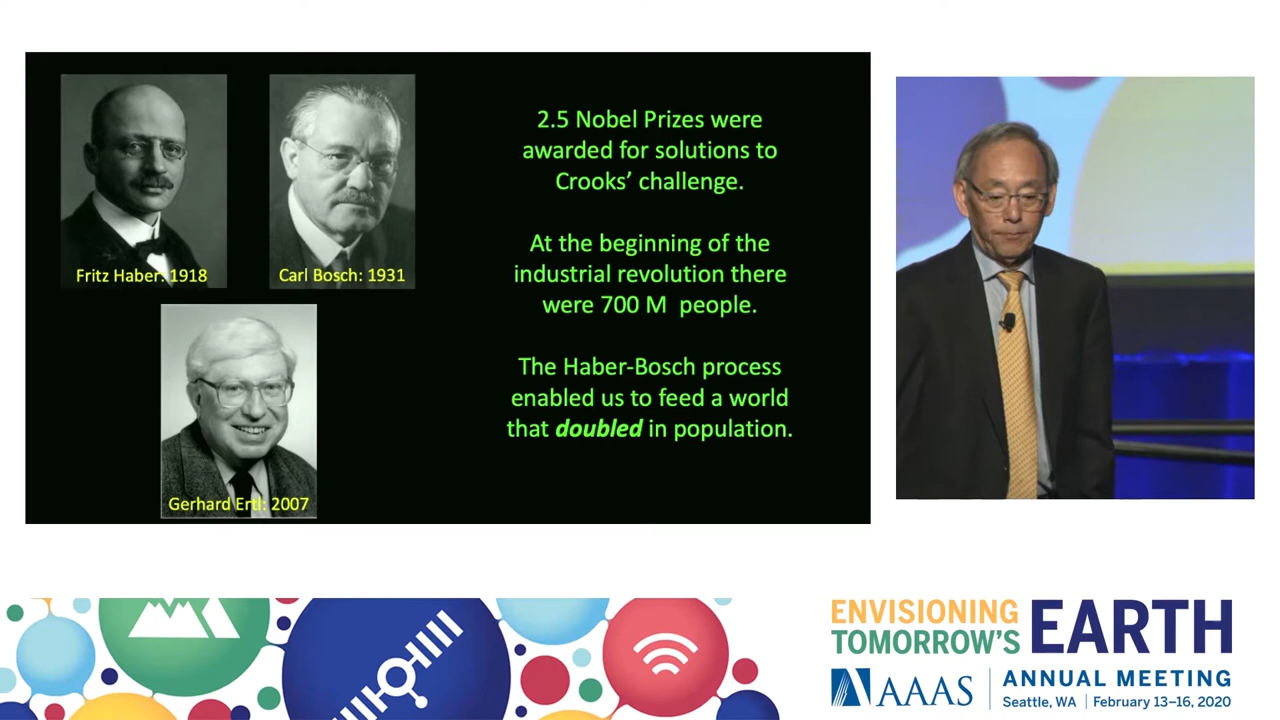 Fritz Haber: 1918
Carl Bosch: 1931
Gerhard Ertl: 2007
2.5 Nobel Prizes were
awarded for solutions to
Crooks’ challenge.
At the beginning of the
industrial revolution there
were 700 M people.
The Haber-Bosch process
enabled us to feed a world
that doubled in population.
ENVISIONING
TOMORROW’S
EARTH
AAAS
ANNUAL MEETING
Seattle, WA | February 13–16, 2020